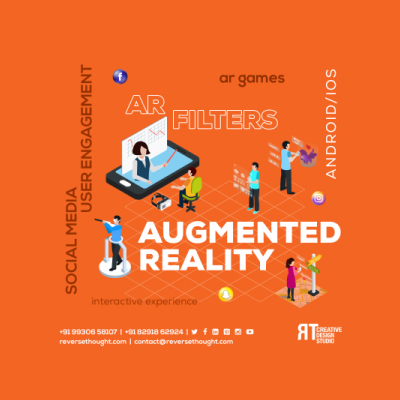 ar games
AR
FILTERS
ANDROID/IOS
USER ENGAGEMENT
SOCIAL MEDIA
AUGMENTED
REALITY
interactive experience
+91 99306 56107 | +91 82918 62924 |
reversethought.com | contact@reversethought.com
RT CREATIVE
DESIGN
STUDIO